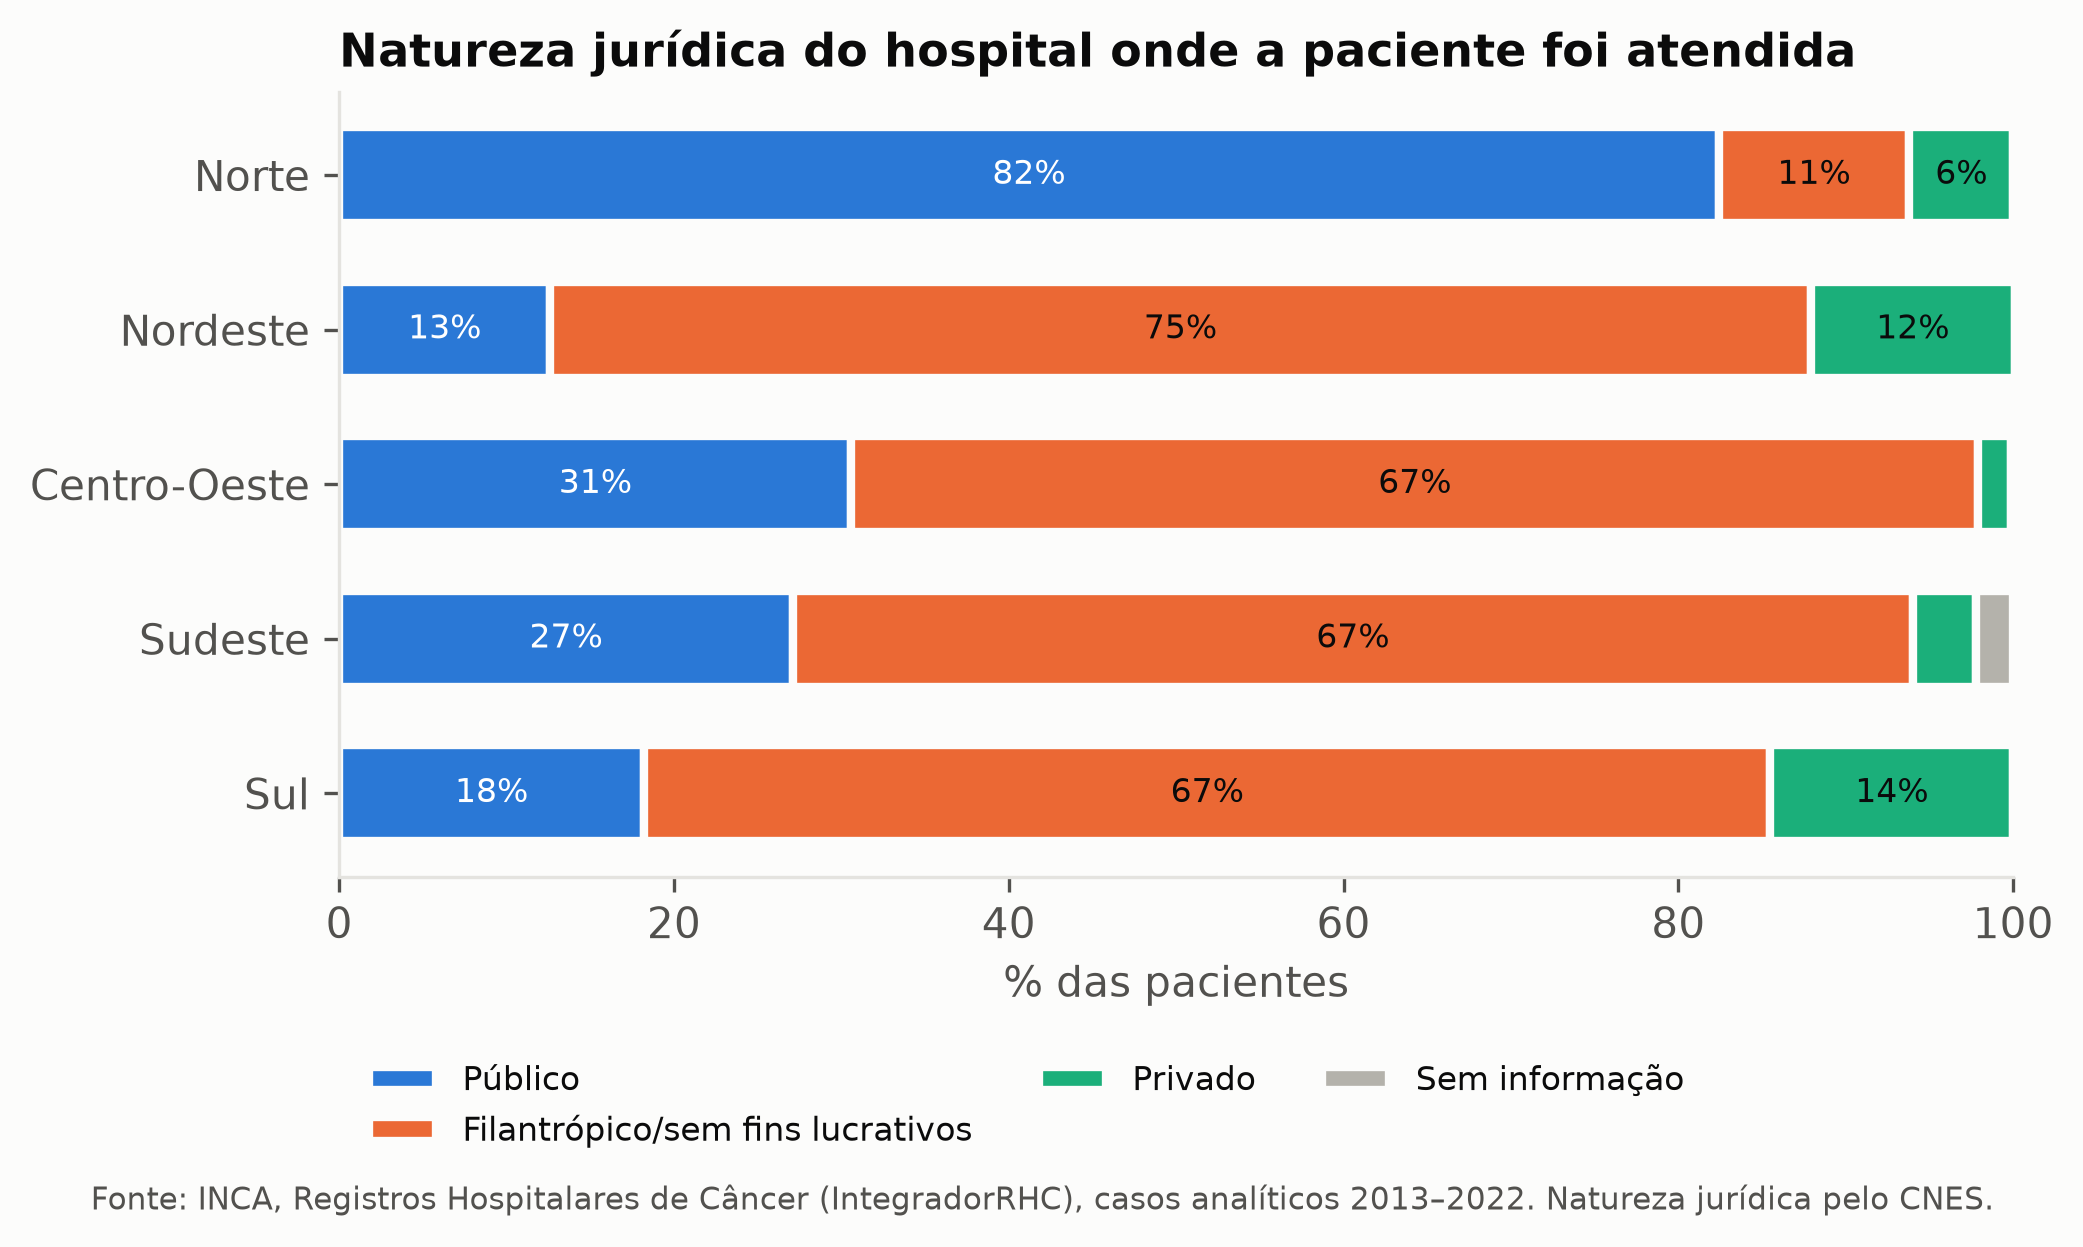 Natureza jurídica do hospital onde a paciente foi atendida
Norte 82% 11% 6%
Nordeste 13% 75% 12%
Centro-Oeste 31% 67%
Sudeste 27% 67%
Sul 18% 67% 14%
0 20 40 60 80 100
% das pacientes
Público Privado Sem informação
Filantrópico/sem fins lucrativos
Fonte: INCA, Registros Hospitalares de Câncer (IntegradorRHC), casos analíticos 2013–2022. Natureza jurídica pelo CNES.